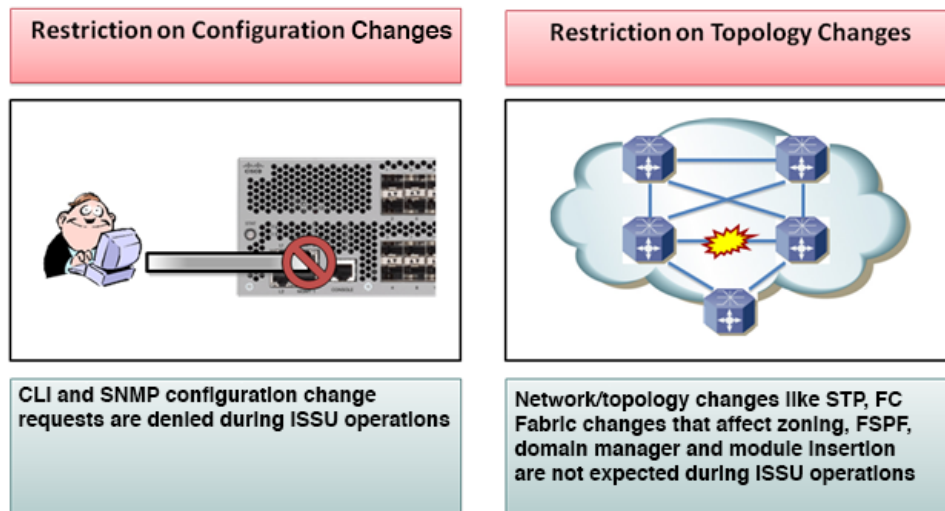 Restriction on Configuration Changes
Restriction on Topology Changes
CONSOLE
CLI and SNMP configuration change
requests are denied during ISSU operations
Network/topology changes like STP, FC
Fabric changes that affect zoning, FSPF,
domain manager and module insertion
are not expected during ISSU operations